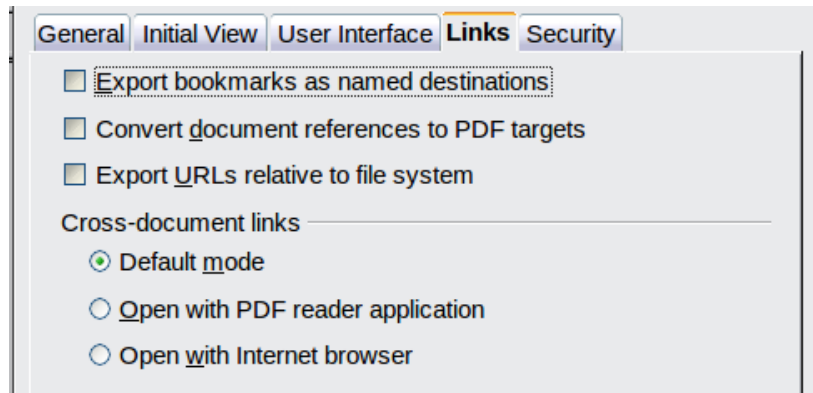 General Initial View User Interface Links Security
Export bookmarks as named destinations
Convert document references to PDF targets
Export URLs relative to file system
Cross-document links
Default mode
Open with PDF reader application
Open with Internet browser